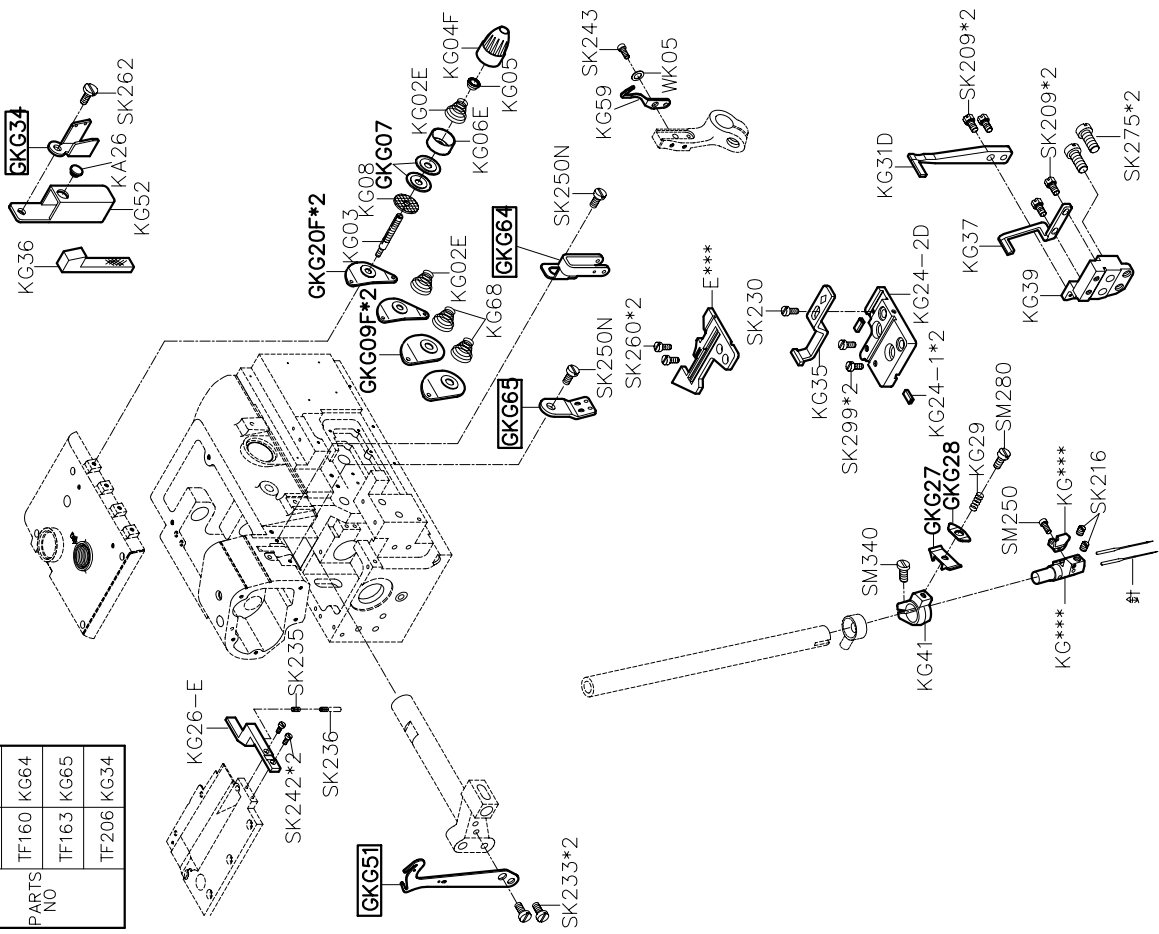 GKG34
SK262
KA26
KG52
KG36
KG04F
KG05
KG02E
KG06E
GKG07
KG08
KG03
GKG20F*2
KG02E
KG68
GKG09F*2
SK243
WK05
KG59
SK250N
GKG64
SK250N
GKG65
SK209*2
KG31D
SK209*2
SK275*2
KG37
KG39
E***
SK260*2
SK230
KG35
KG24-2D
SK299*2
KG24-1*2
SM280
KG29
GKG28
GKG27
SM340
KG41
SM250
KG***
SK216
KG***
針
KG26-E
SK235
SK242*2
SK236
GKG51
SK233*2
PARTS NO
TF160 KG64
TF163 KG65
TF206 KG34